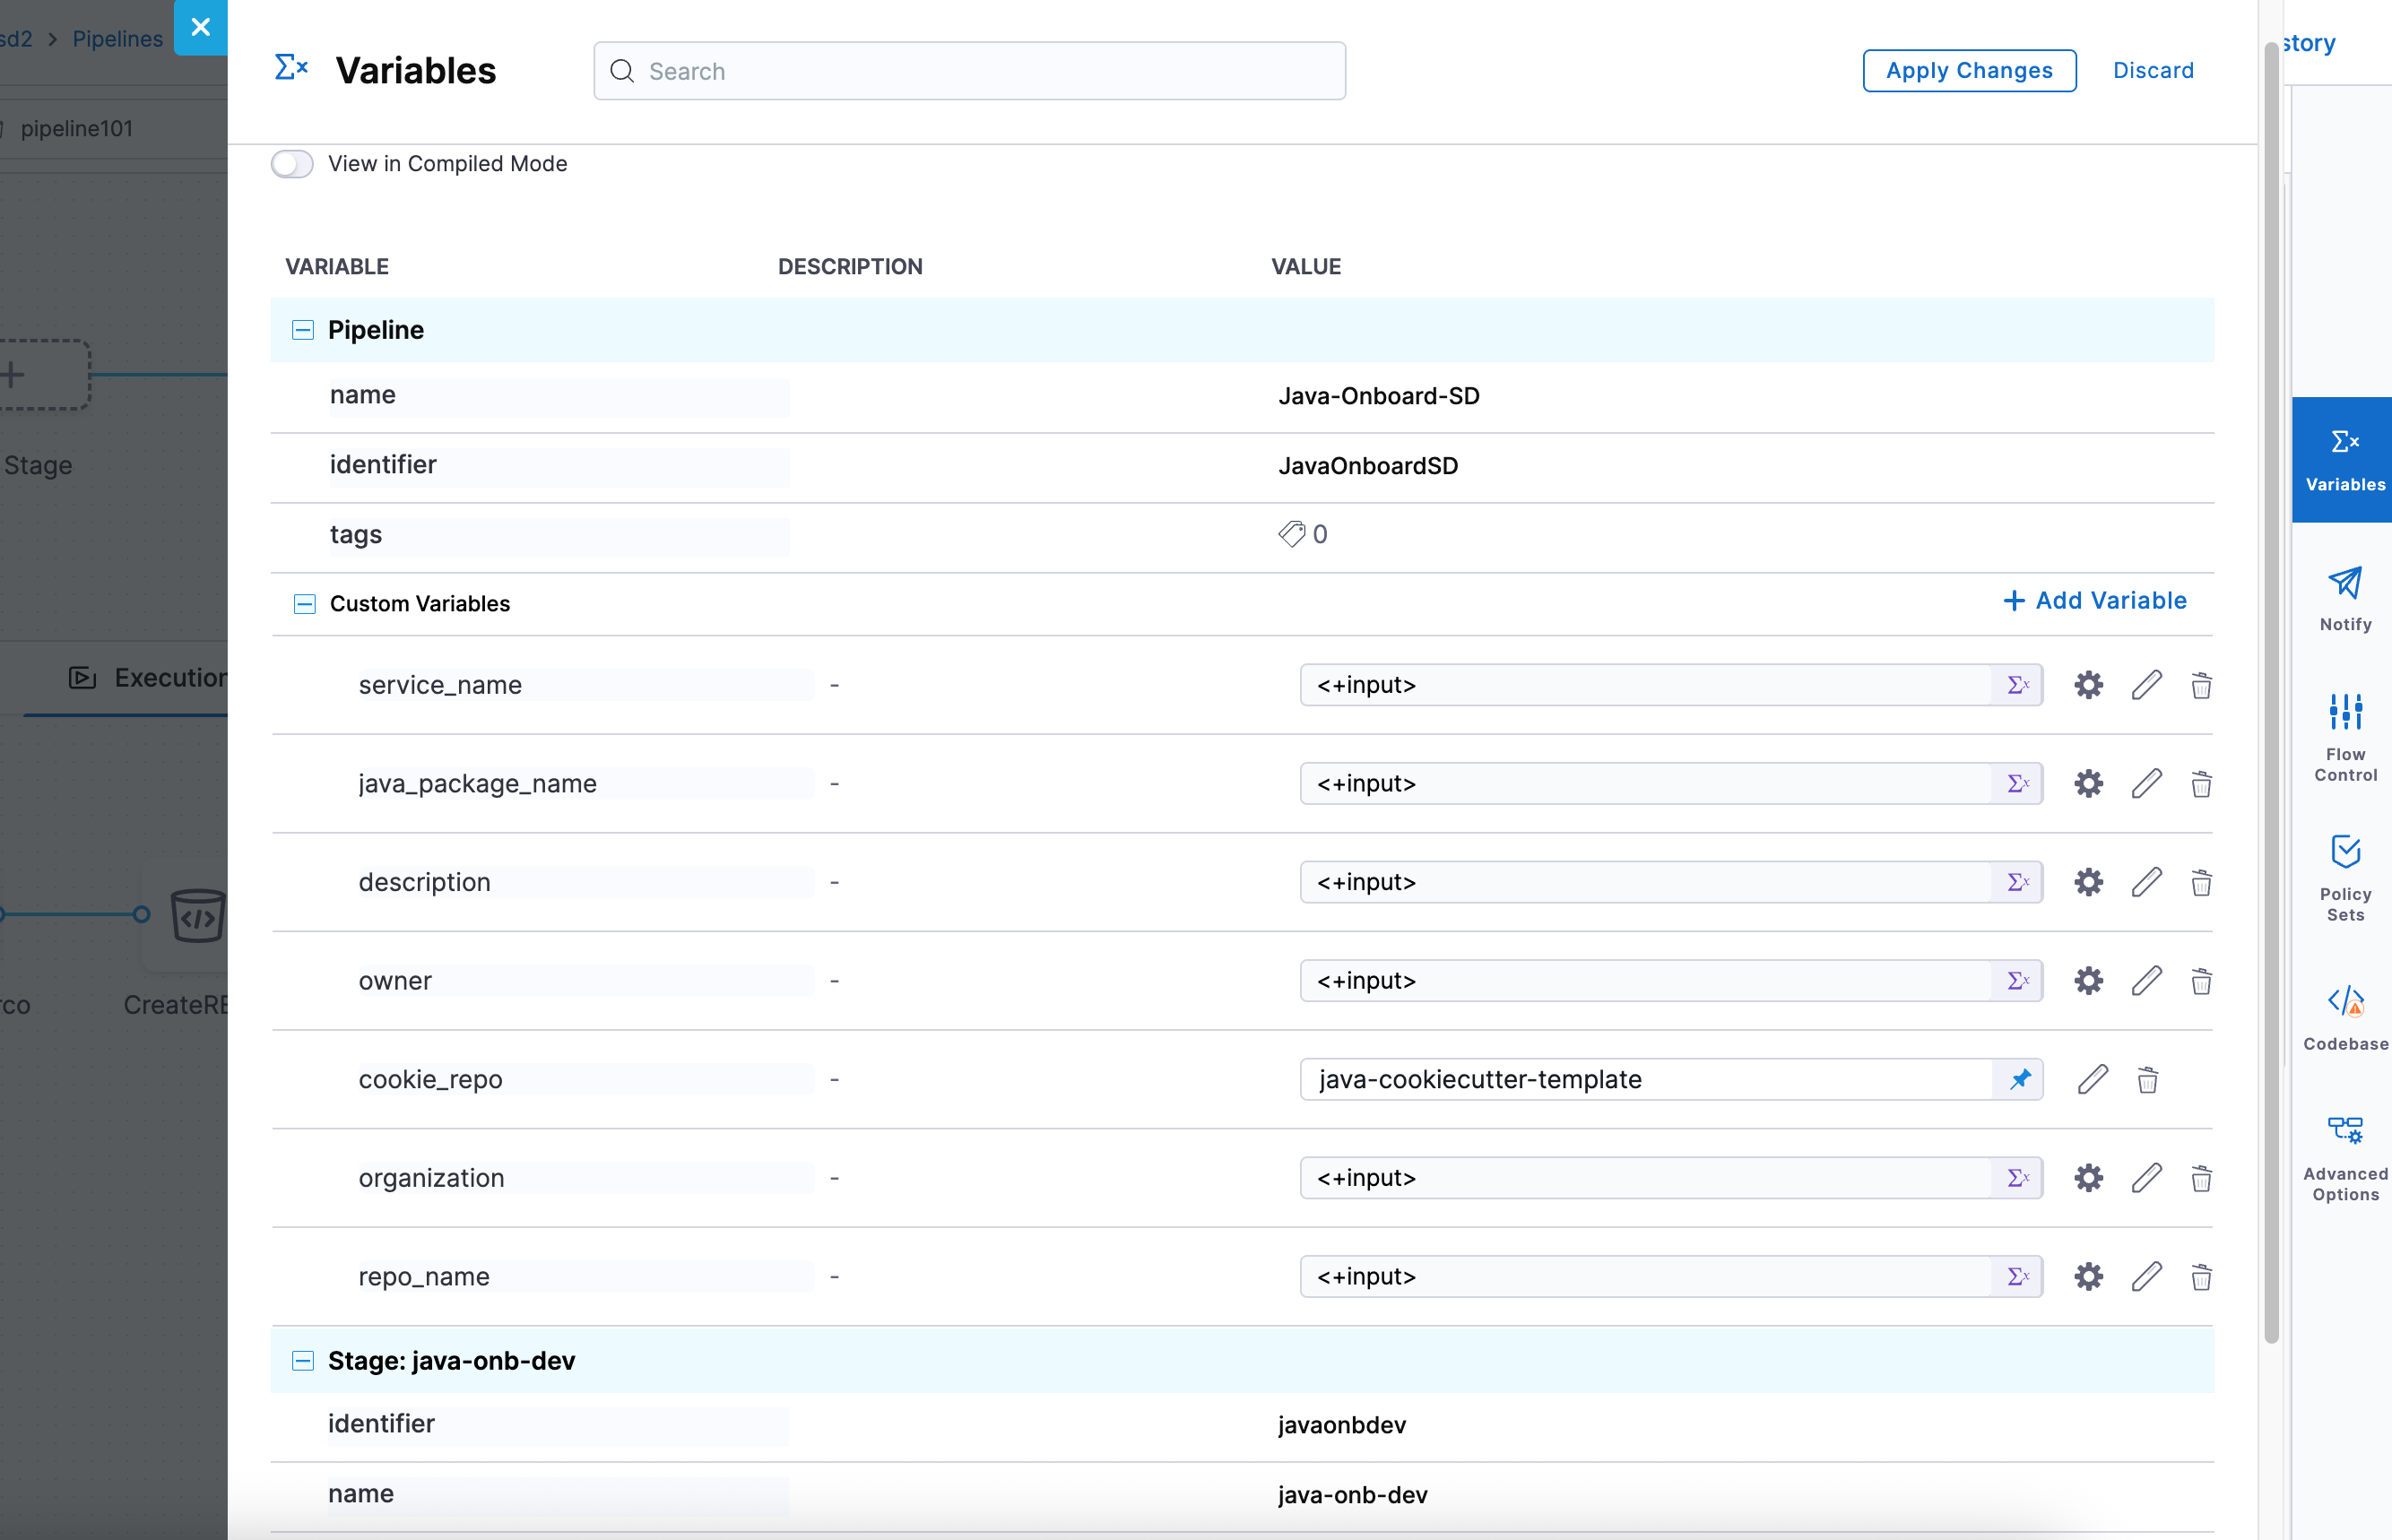 sd2 > Pipelines
Variables
Search
Apply Changes
Discard
story
pipeline101
View in Compiled Mode
VARIABLE DESCRIPTION VALUE
Pipeline
name Java-Onboard-SD
identifier JavaOnboardSD
tags 0
Custom Variables + Add Variable
service_name - <+input>
java_package_name - <+input>
description - <+input>
owner - <+input>
cookie_repo - java-cookiecutter-template
organization - <+input>
repo_name - <+input>
Stage: java-onb-dev
identifier javaonbdev
name java-onb-dev
Stage
Execution
rco
CreateRE
Variables
Notify
Flow
Control
Policy
Sets
Codebase
Advanced
Options